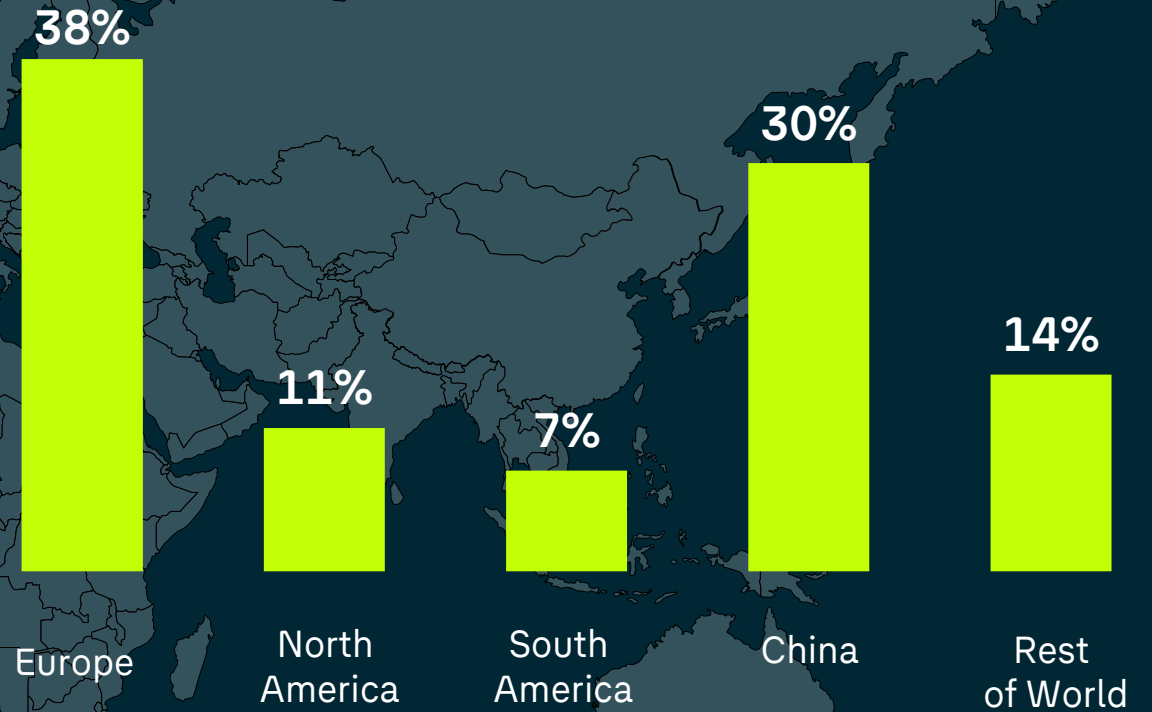 38%
30%
14%
11%
7%
Europe
North
America
South
America
China
Rest
of World